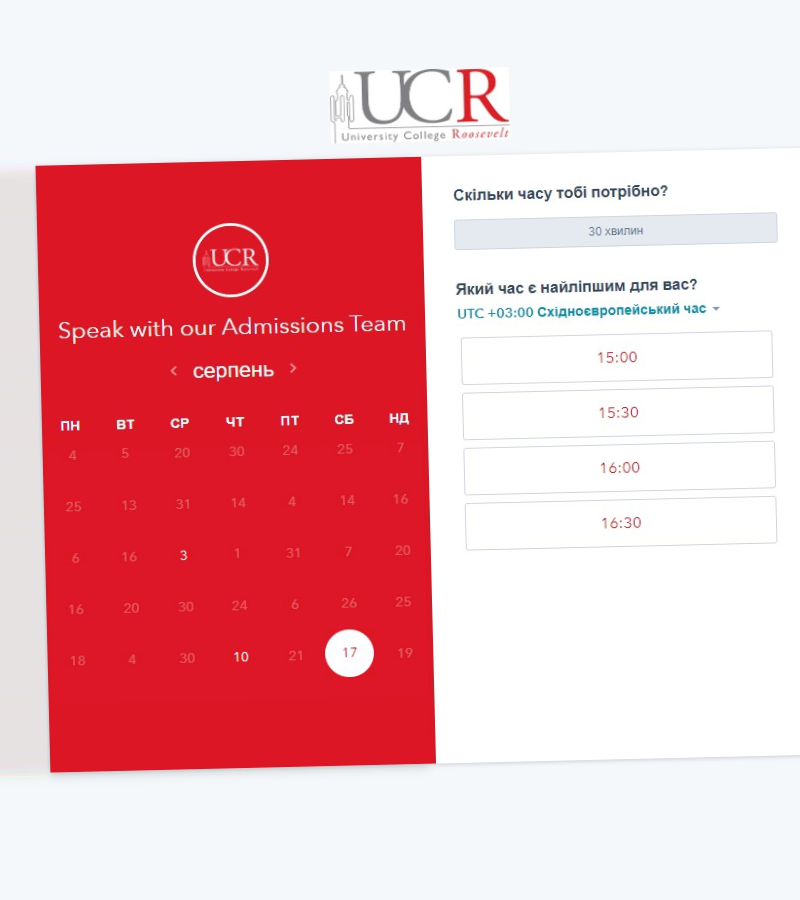 UCR
University College Roosevelt
UCR
Speak with our Admissions Team
‹ серпень ›
ПН ВТ СР ЧТ ПТ СБ НД
4 5 20 30 24 25 7
25 13 31 14 4 14 16
6 16 3 1 31 7 20
16 20 30 24 6 26 25
18 4 30 10 21 17 19
Скільки часу тобі потрібно?
30 хвилин
Який час є найліпшим для вас?
UTC +03:00 Східноєвропейський час
15:00
15:30
16:00
16:30